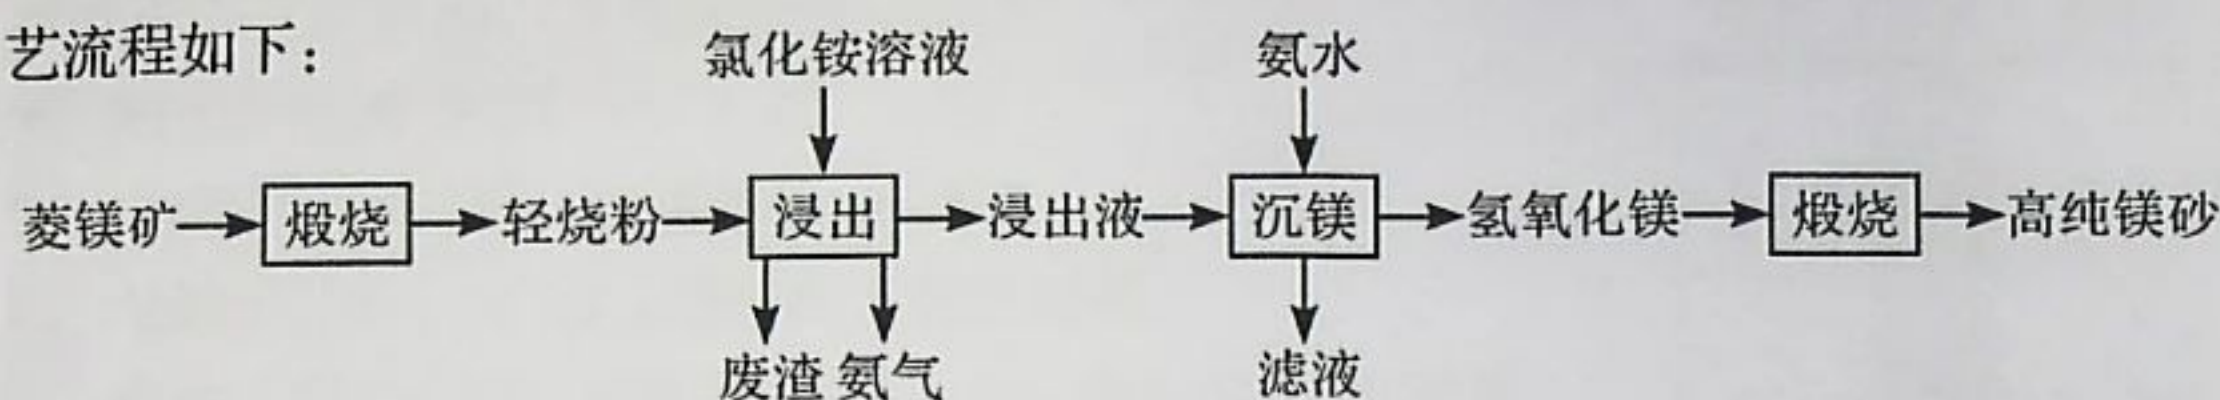 艺流程如下：
氯化铵溶液 氨水
菱镁矿 煅烧 轻烧粉 浸出 浸出液 沉镁 氢氧化镁 煅烧 高纯镁砂
废渣 氨气 滤液